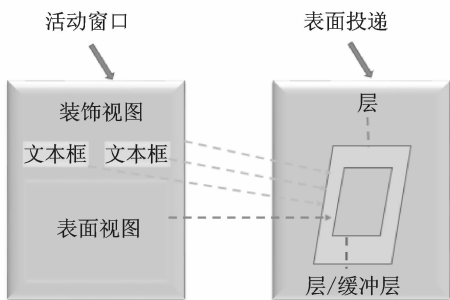 活动窗口
表面投递
装饰视图
层
文本框 文本框
表面视图
层/缓冲层